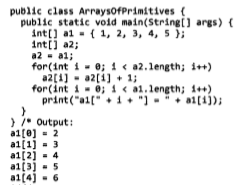 public class ArraysOfPrimitives {
public static void main(String[] args) {
int[] a1 = { 1, 2, 3, 4, 5 };
int[] a2;
a2 = a1;
for(int i = 0; i < a2.length; i++)
a2[i] = a2[i] + 1;
for(int i = 0; i < a1.length; i++)
print("a1[" + i + "] = " + a1[i]);
}
} /* Output:
a1[0] = 2
a1[1] = 3
a1[2] = 4
a1[3] = 5
a1[4] = 6